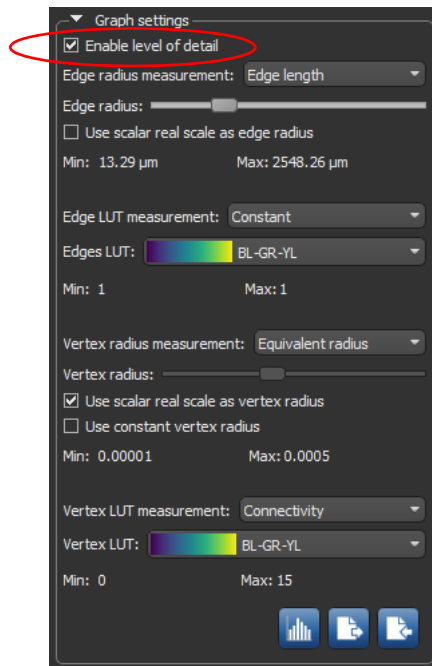 Graph settings
Enable level of detail
Edge radius measurement: Edge length
Edge radius:
Use scalar real scale as edge radius
Min: 13.29 µm Max: 2548.26 µm
Edge LUT measurement: Constant
Edges LUT: BL-GR-YL
Min: 1 Max: 1
Vertex radius measurement: Equivalent radius
Vertex radius:
Use scalar real scale as vertex radius
Use constant vertex radius
Min: 0.00001 Max: 0.0005
Vertex LUT measurement: Connectivity
Vertex LUT: BL-GR-YL
Min: 0 Max: 15